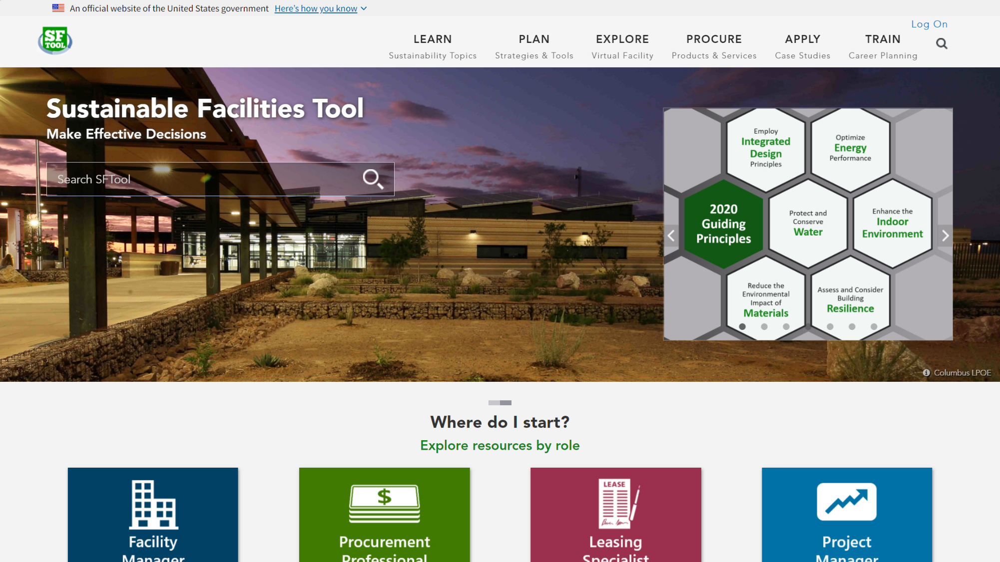 An official website of the United States government Here's how you know
Log On
SF
TOOL
LEARN
Sustainability Topics
PLAN
Strategies & Tools
EXPLORE
Virtual Facility
PROCURE
Products & Services
APPLY
Case Studies
TRAIN
Career Planning
Sustainable Facilities Tool
Make Effective Decisions
Search SFTool
Employ
Integrated
Design
Principles
Optimize
Energy
Performance
2020
Guiding
Principles
Protect and
Conserve
Water
Enhance the
Indoor
Environment
Reduce the
Environmental
Impact of
Materials
Assess and Consider
Building
Resilience
Columbus LPOE
Where do I start?
Explore resources by role
Facility
Manager
$
Procurement
Professional
LEASE
Leasing
Specialist
Project
Manager